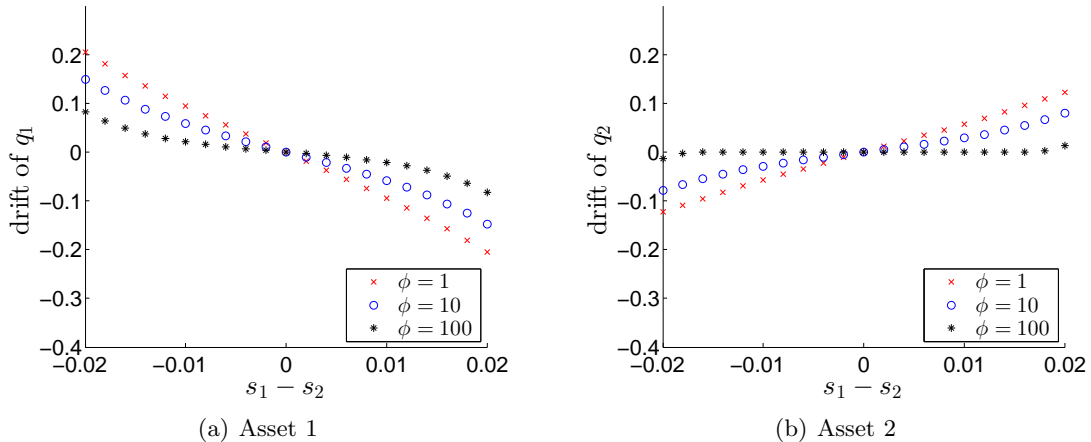 0.2
0.1
0
−0.1
−0.2
−0.3
−0.4
drift of q₁
−0.02 −0.01 0 0.01 0.02
s₁ − s₂
ϕ = 1
ϕ = 10
ϕ = 100
(a) Asset 1
0.2
0.1
0
−0.1
−0.2
−0.3
−0.4
drift of q₂
−0.02 −0.01 0 0.01 0.02
s₁ − s₂
ϕ = 1
ϕ = 10
ϕ = 100
(b) Asset 2